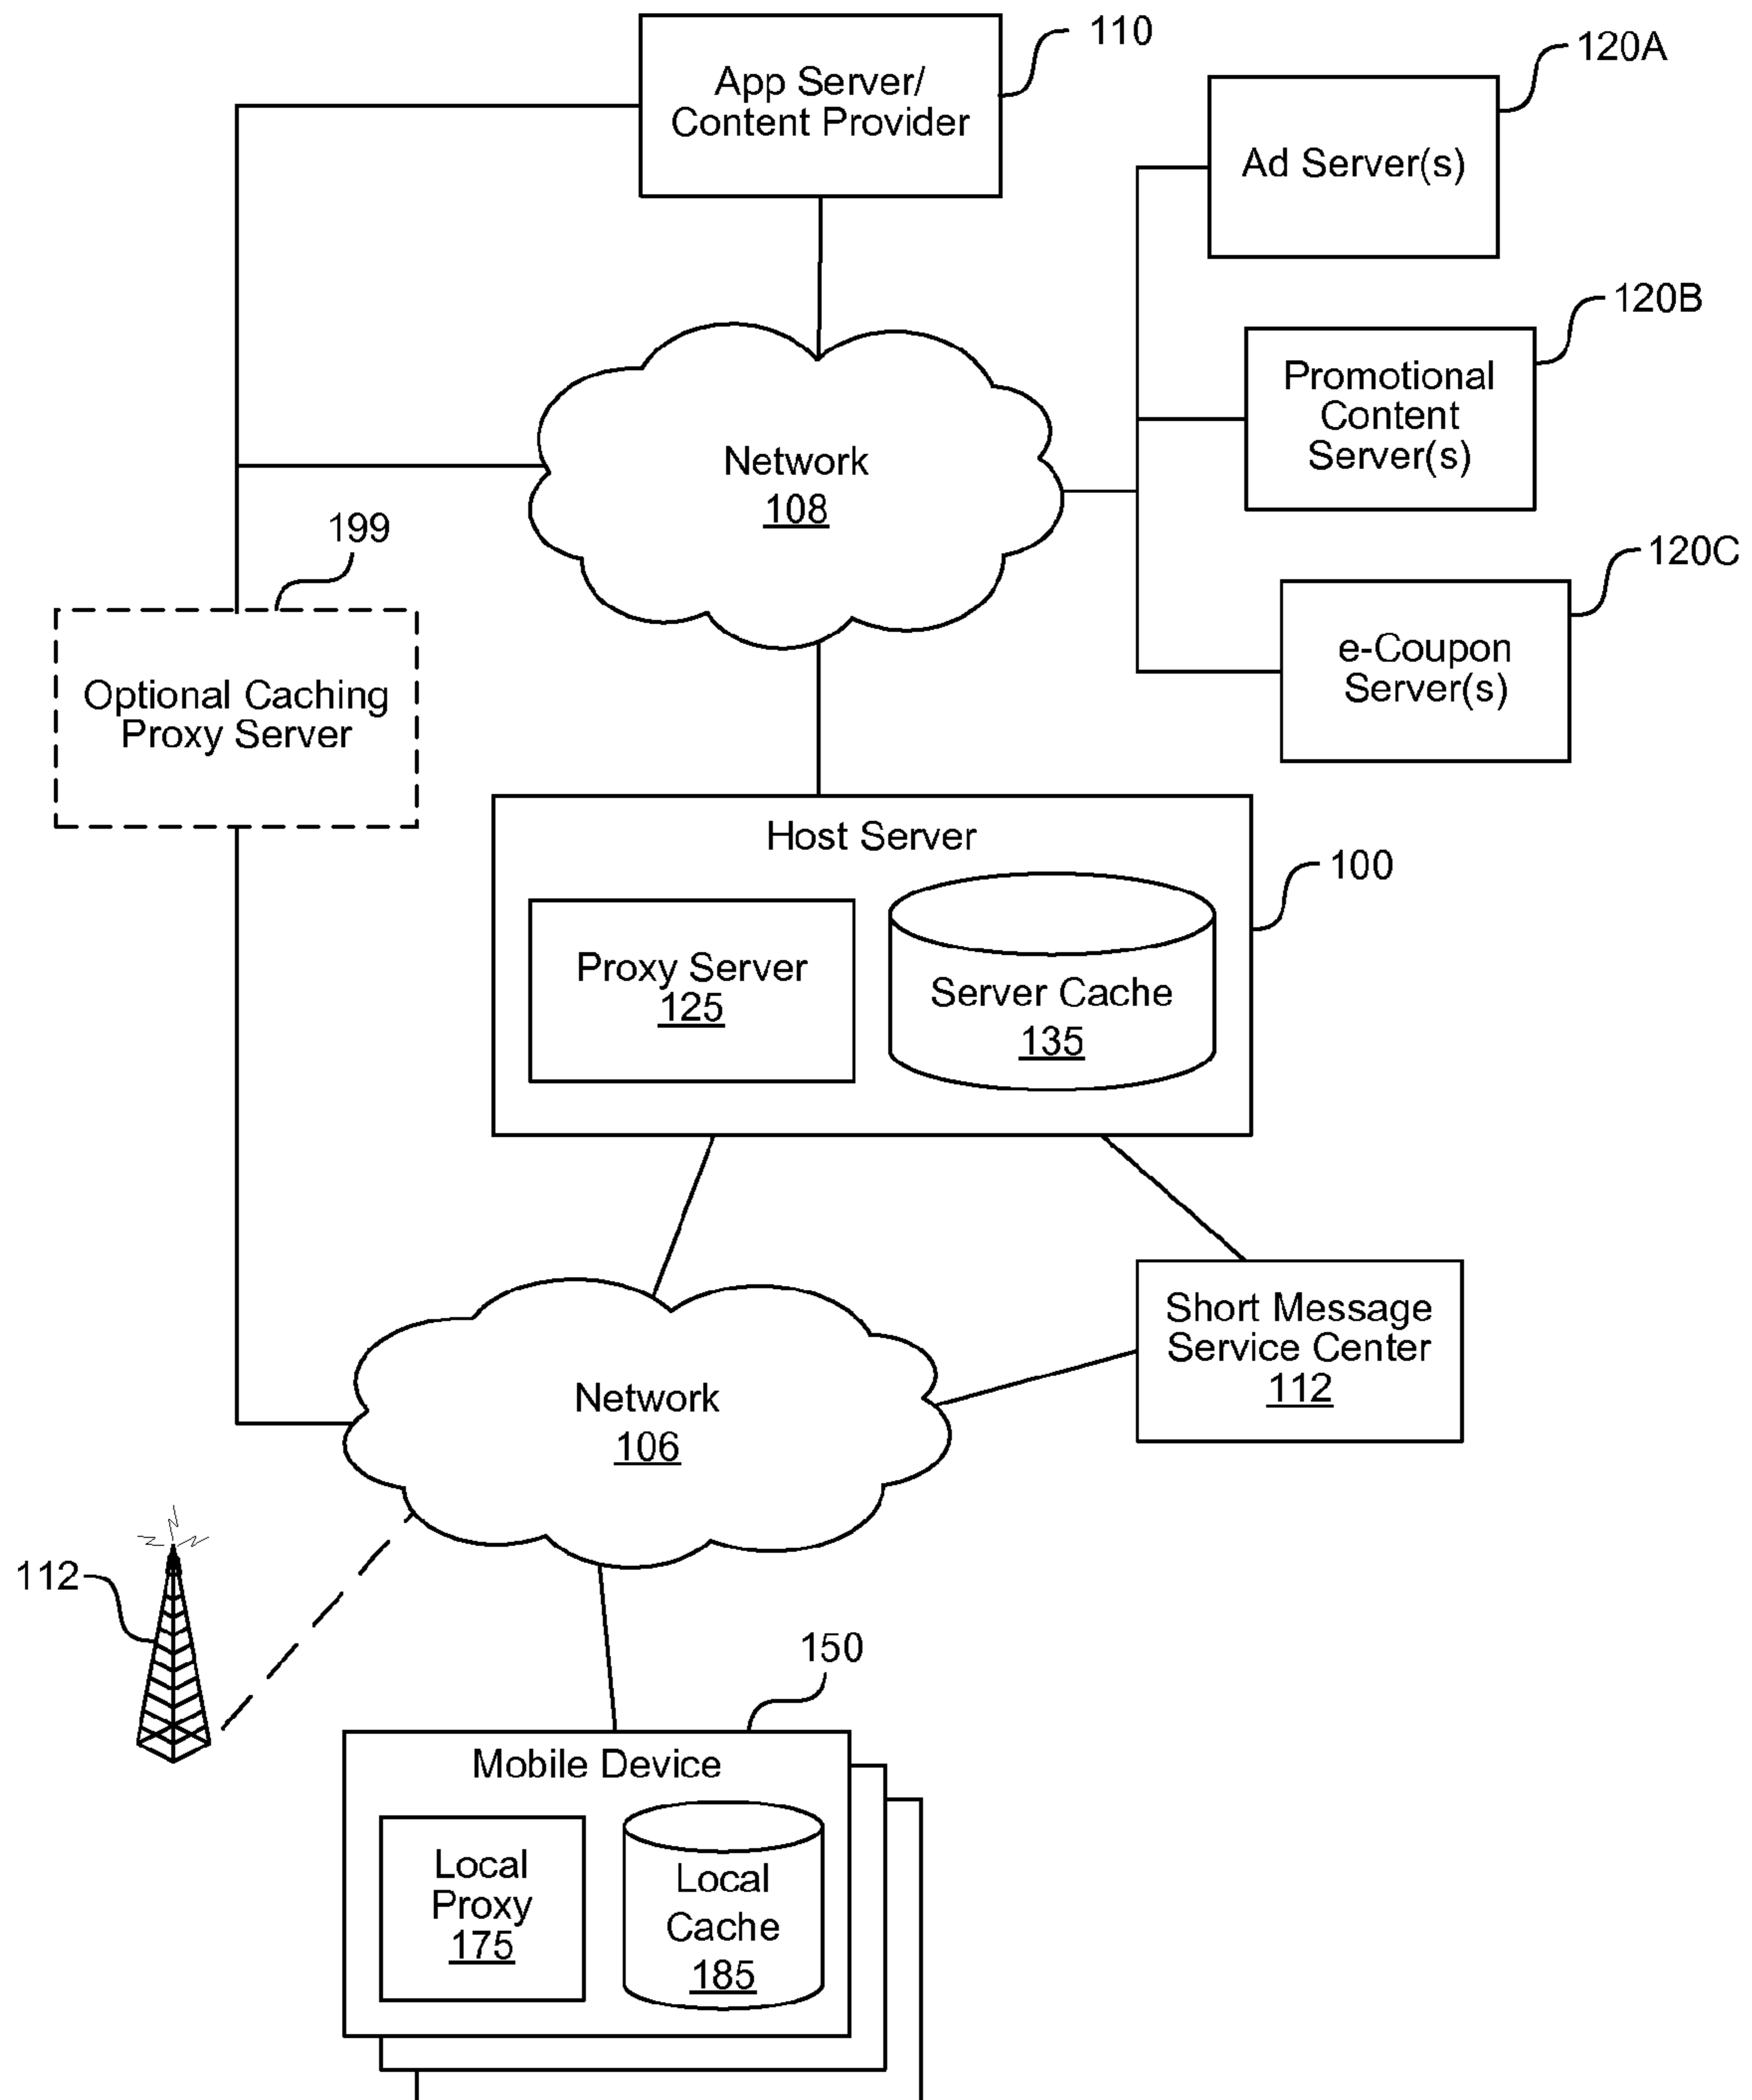 110
App Server/
Content Provider
120A
Ad Server(s)
120B
Promotional
Content
Server(s)
Network
108
199
120C
e-Coupon
Server(s)
Optional Caching
Proxy Server
Host Server
100
Proxy Server
125
Server Cache
135
Short Message
Service Center
112
Network
106
112
150
Mobile Device
Local
Proxy
175
Local
Cache
185